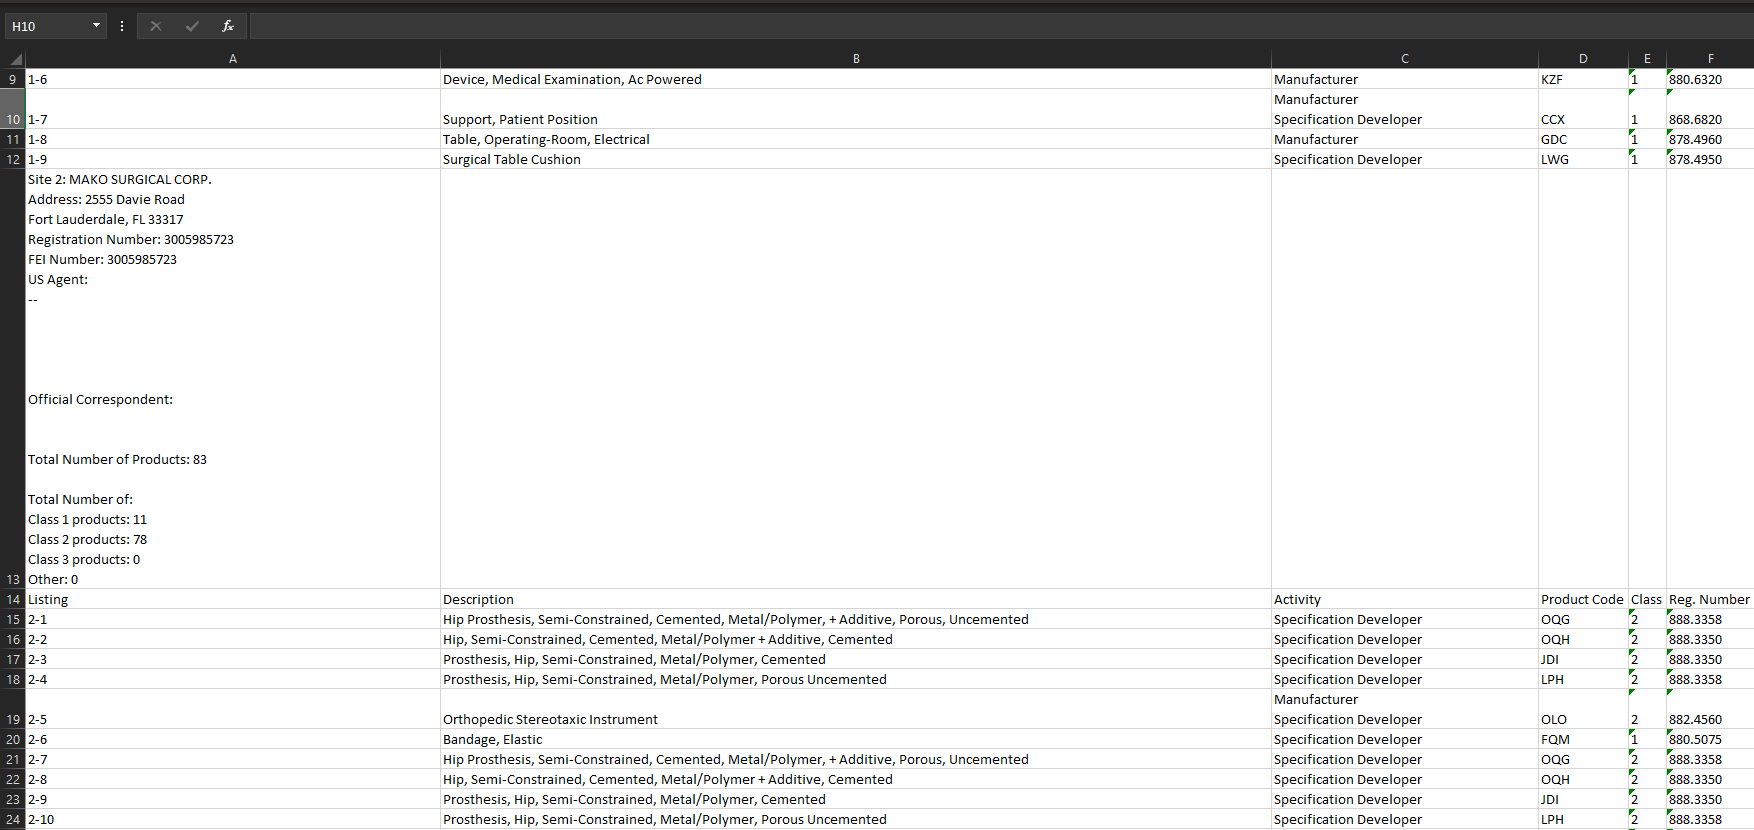 H10 fx
A B C D E F
9 1-6 Device, Medical Examination, Ac Powered Manufacturer KZF 1 880.6320
Manufacturer
10 1-7 Support, Patient Position Specification Developer CCX 1 868.6820
11 1-8 Table, Operating-Room, Electrical Manufacturer GDC 1 878.4960
12 1-9 Surgical Table Cushion Specification Developer LWG 1 878.4950
Site 2: MAKO SURGICAL CORP.
Address: 2555 Davie Road
Fort Lauderdale, FL 33317
Registration Number: 3005985723
FEI Number: 3005985723
US Agent:
--
Official Correspondent:
Total Number of Products: 83
Total Number of:
Class 1 products: 11
Class 2 products: 78
Class 3 products: 0
13 Other: 0
14 Listing Description Activity Product Code Class Reg. Number
15 2-1 Hip Prosthesis, Semi-Constrained, Cemented, Metal/Polymer, + Additive, Porous, Uncemented Specification Developer OQG 2 888.3358
16 2-2 Hip, Semi-Constrained, Cemented, Metal/Polymer + Additive, Cemented Specification Developer OQH 2 888.3350
17 2-3 Prosthesis, Hip, Semi-Constrained, Metal/Polymer, Cemented Specification Developer JDI 2 888.3350
18 2-4 Prosthesis, Hip, Semi-Constrained, Metal/Polymer, Porous Uncemented Specification Developer LPH 2 888.3358
Manufacturer
19 2-5 Orthopedic Stereotaxic Instrument Specification Developer OLO 2 882.4560
20 2-6 Bandage, Elastic Specification Developer FQM 1 880.5075
21 2-7 Hip Prosthesis, Semi-Constrained, Cemented, Metal/Polymer, + Additive, Porous, Uncemented Specification Developer OQG 2 888.3358
22 2-8 Hip, Semi-Constrained, Cemented, Metal/Polymer + Additive, Cemented Specification Developer OQH 2 888.3350
23 2-9 Prosthesis, Hip, Semi-Constrained, Metal/Polymer, Cemented Specification Developer JDI 2 888.3350
24 2-10 Prosthesis, Hip, Semi-Constrained, Metal/Polymer, Porous Uncemented Specification Developer LPH 2 888.3358